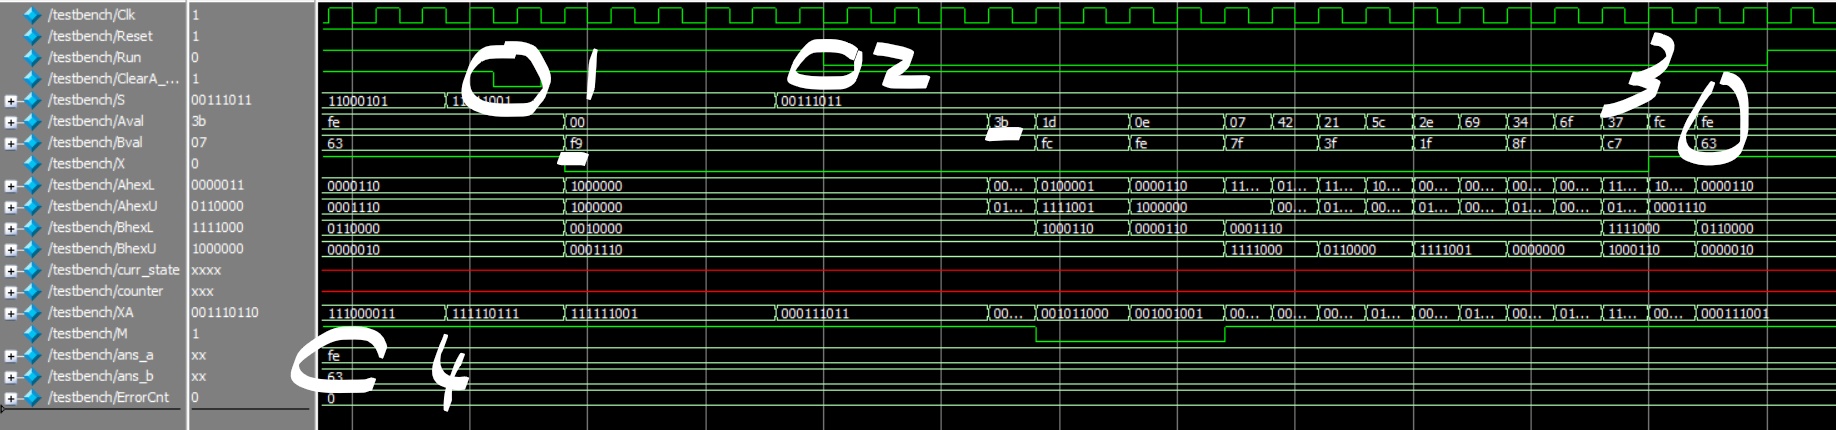 /testbench/Clk 1
/testbench/Reset 1
/testbench/Run 0 2 3
/testbench/ClearA_... 1 1
/testbench/S 00111011 11000101 00111011
/testbench/Aval 3b fe 00 3b 1d 0e 07 42 21 5c 2e 69 34 6f 37 fc fe
/testbench/Bval 07 63 f9 fc fe 7f 3f 1f 8f c7 63
/testbench/X 0
/testbench/AhexL 0000011 0000110 1000000 00... 0100001 0000110 11... 01... 11... 10... 00... 00... 00... 00... 11... 10... 0000110
/testbench/AhexU 0110000 0001110 1000000 01... 1111001 1000000 00... 01... 00... 01... 00... 01... 00... 01... 0001110
/testbench/BhexL 1111000 0110000 0010000 1000110 0000110 0001110 1111000 0110000
/testbench/BhexU 1000000 0000010 0001110 1111000 0110000 1111001 0000000 1000110 0000010
/testbench/curr_state xxxx
/testbench/counter xxx
/testbench/XA 001110110 111000011 111110111 111111001 000111011 00... 001011000 001001001 00... 00... 00... 01... 00... 01... 00... 01... 11... 00... 000111001
/testbench/M 1
/testbench/ans_a xx fe 4
/testbench/ans_b xx 63
/testbench/ErrorCnt 0 0